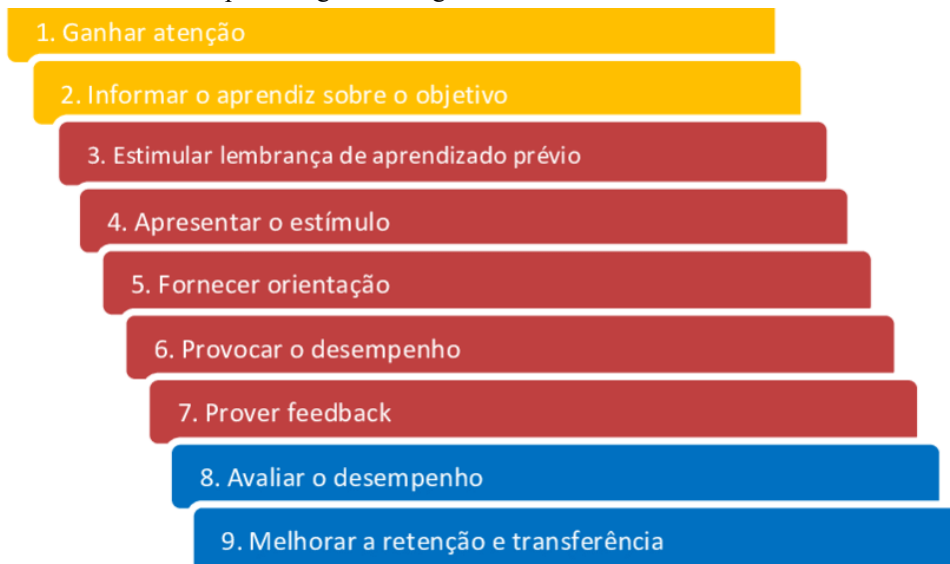 1. Ganhar atenção
2. Informar o aprendiz sobre o objetivo
3. Estimular lembrança de aprendizado prévio
4. Apresentar o estímulo
5. Fornecer orientação
6. Provocar o desempenho
7. Prover feedback
8. Avaliar o desempenho
9. Melhorar a retenção e transferência